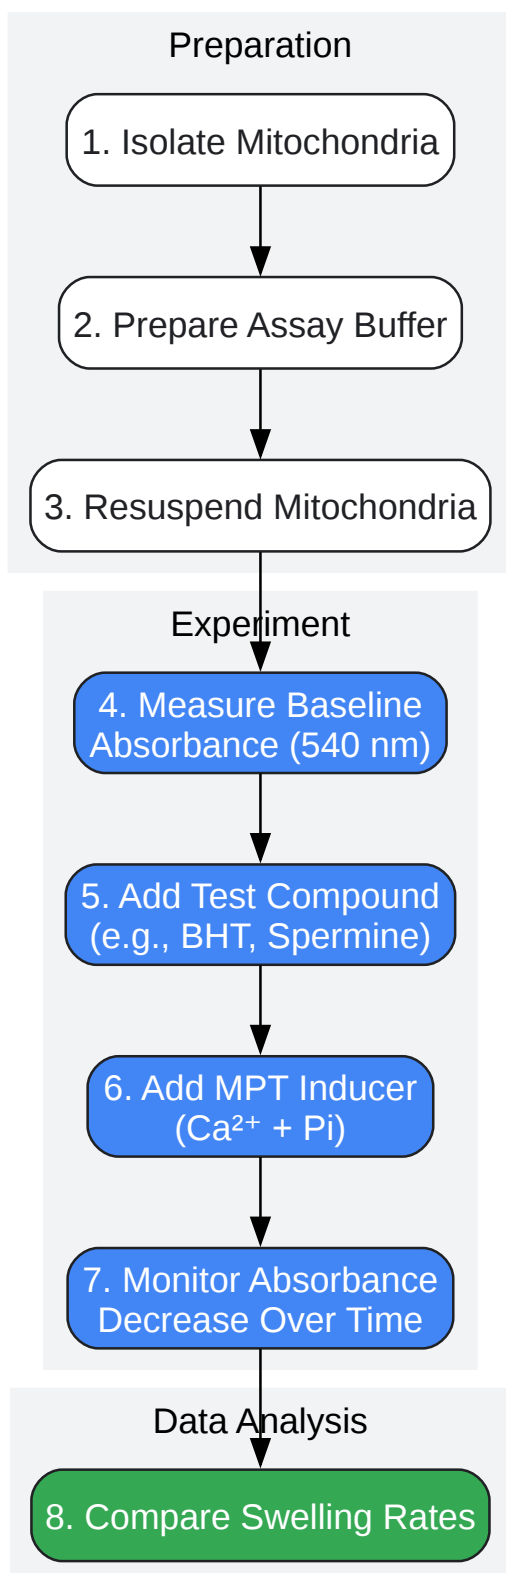 Preparation
1. Isolate Mitochondria
2. Prepare Assay Buffer
3. Resuspend Mitochondria
Experiment
4. Measure Baseline
Absorbance (540 nm)
5. Add Test Compound
(e.g., BHT, Spermine)
6. Add MPT Inducer
(Ca²⁺ + Pi)
7. Monitor Absorbance
Decrease Over Time
Data Analysis
8. Compare Swelling Rates